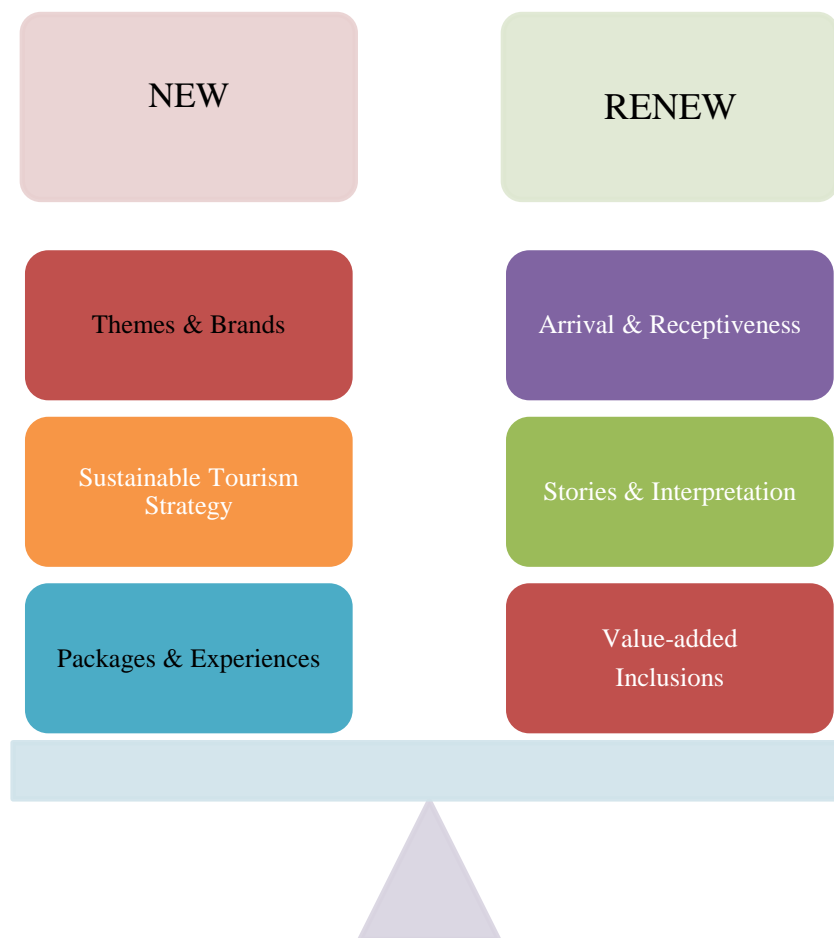 NEW
RENEW
Themes & Brands
Arrival & Receptiveness
Sustainable Tourism
Strategy
Stories & Interpretation
Packages & Experiences
Value-added
Inclusions